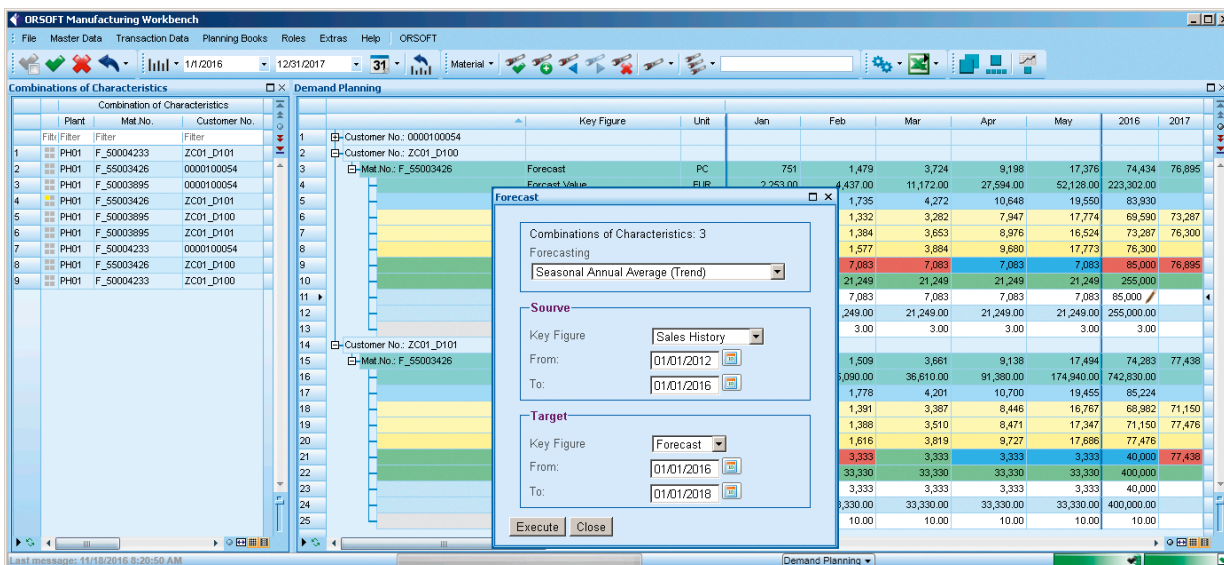 ORSOFT Manufacturing Workbench
File Master Data Transaction Data Planning Books Roles Extras Help ORSOFT
1/1/2016 12/31/2017 31 Material
Combinations of Characteristics Demand Planning
Combination of Characteristics
Plant Mat.No. Customer No. Key Figure Unit Jan Feb Mar Apr May 2016 2017
Filter Filter Filter Filter 1 Customer No.: 0000100054
1 PH01 F_50004233 ZC01_D101 2 Customer No.: ZC01_D100
2 PH01 F_55003426 0000100054 3 Mat.No.: F_55003426 Forecast PC 751 1,479 3,724 9,198 17,376 74,434 76,895
3 PH01 F_50003895 0000100054 4 Forcast Value EUR 2,253.00 4,437.00 11,172.00 27,594.00 52,128.00 223,302.00
4 PH01 F_55003426 ZC01_D101 5 1,735 4,272 10,648 19,550 83,930
5 PH01 F_50003895 ZC01_D100 6 1,332 3,282 7,947 17,774 69,590 73,287
6 PH01 F_50003895 ZC01_D101 7 1,384 3,653 8,976 16,524 73,287 76,300
7 PH01 F_50004233 0000100054 8 1,577 3,884 9,680 17,773 76,300
8 PH01 F_55003426 ZC01_D100 9 7,083 7,083 7,083 7,083 85,000 76,895
9 PH01 F_50004233 ZC01_D100 10 21,249 21,249 21,249 21,249 255,000
11 7,083 7,083 7,083 7,083 85,000
12 ,249.00 21,249.00 21,249.00 21,249.00 255,000.00
13 3.00 3.00 3.00 3.00 3.00
14 Customer No.: ZC01_D101
15 Mat.No.: F_55003426 1,509 3,661 9,138 17,494 74,283 77,438
16 ,090.00 36,610.00 91,380.00 174,940.00 742,830.00
17 1,778 4,201 10,700 19,455 85,224
18 1,391 3,387 8,446 16,767 68,982 71,150
19 1,388 3,510 8,471 17,347 71,150 77,476
20 1,616 3,819 9,727 17,686 77,476
21 3,333 3,333 3,333 3,333 40,000 77,438
22 33,330 33,330 33,330 33,330 400,000
23 3,333 3,333 3,333 3,333 40,000
24 ,330.00 33,330.00 33,330.00 33,330.00 400,000.00
25 10.00 10.00 10.00 10.00 10.00
Forecast
Combinations of Characteristics: 3
Forecasting
Seasonal Annual Average (Trend)
Sourve
Key Figure Sales History
From: 01/01/2012
To: 01/01/2016
Target
Key Figure Forecast
From: 01/01/2016
To: 01/01/2018
Execute Close
Last message: 11/18/2016 8:20:50 AM Demand Planning